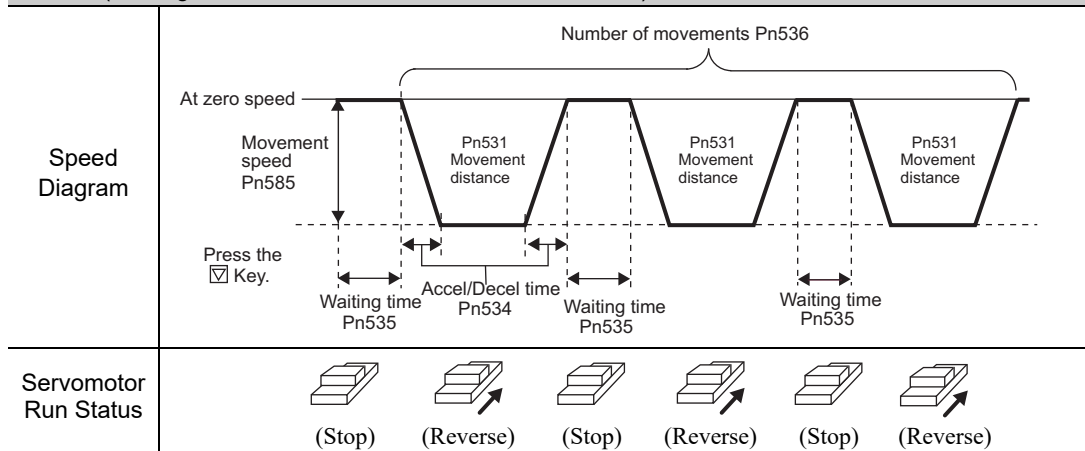 Number of movements Pn536
At zero speed
Movement
speed
Pn585
Pn531
Movement
distance
Pn531
Movement
distance
Pn531
Movement
distance
Speed
Diagram
Press the
Key.
Waiting time
Pn535
Accel/Decel time
Pn534
Waiting time
Pn535
Waiting time
Pn535
Servomotor
Run Status
(Stop)
(Reverse)
(Stop)
(Reverse)
(Stop)
(Reverse)